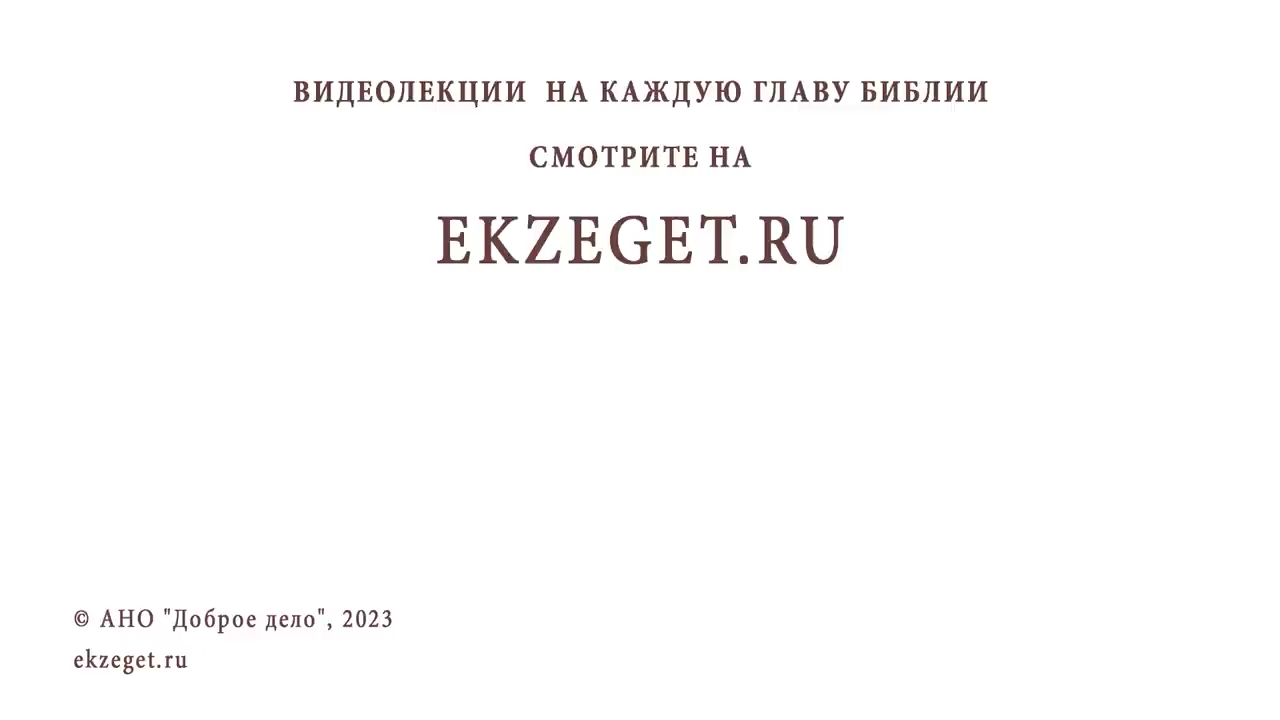 ВИДЕОЛЕКЦИИ НА КАЖДУЮ ГЛАВУ БИБЛИИ
СМОТРИТЕ НА
EKZEGET.RU
© АНО "Доброе дело", 2023
ekzeget.ru